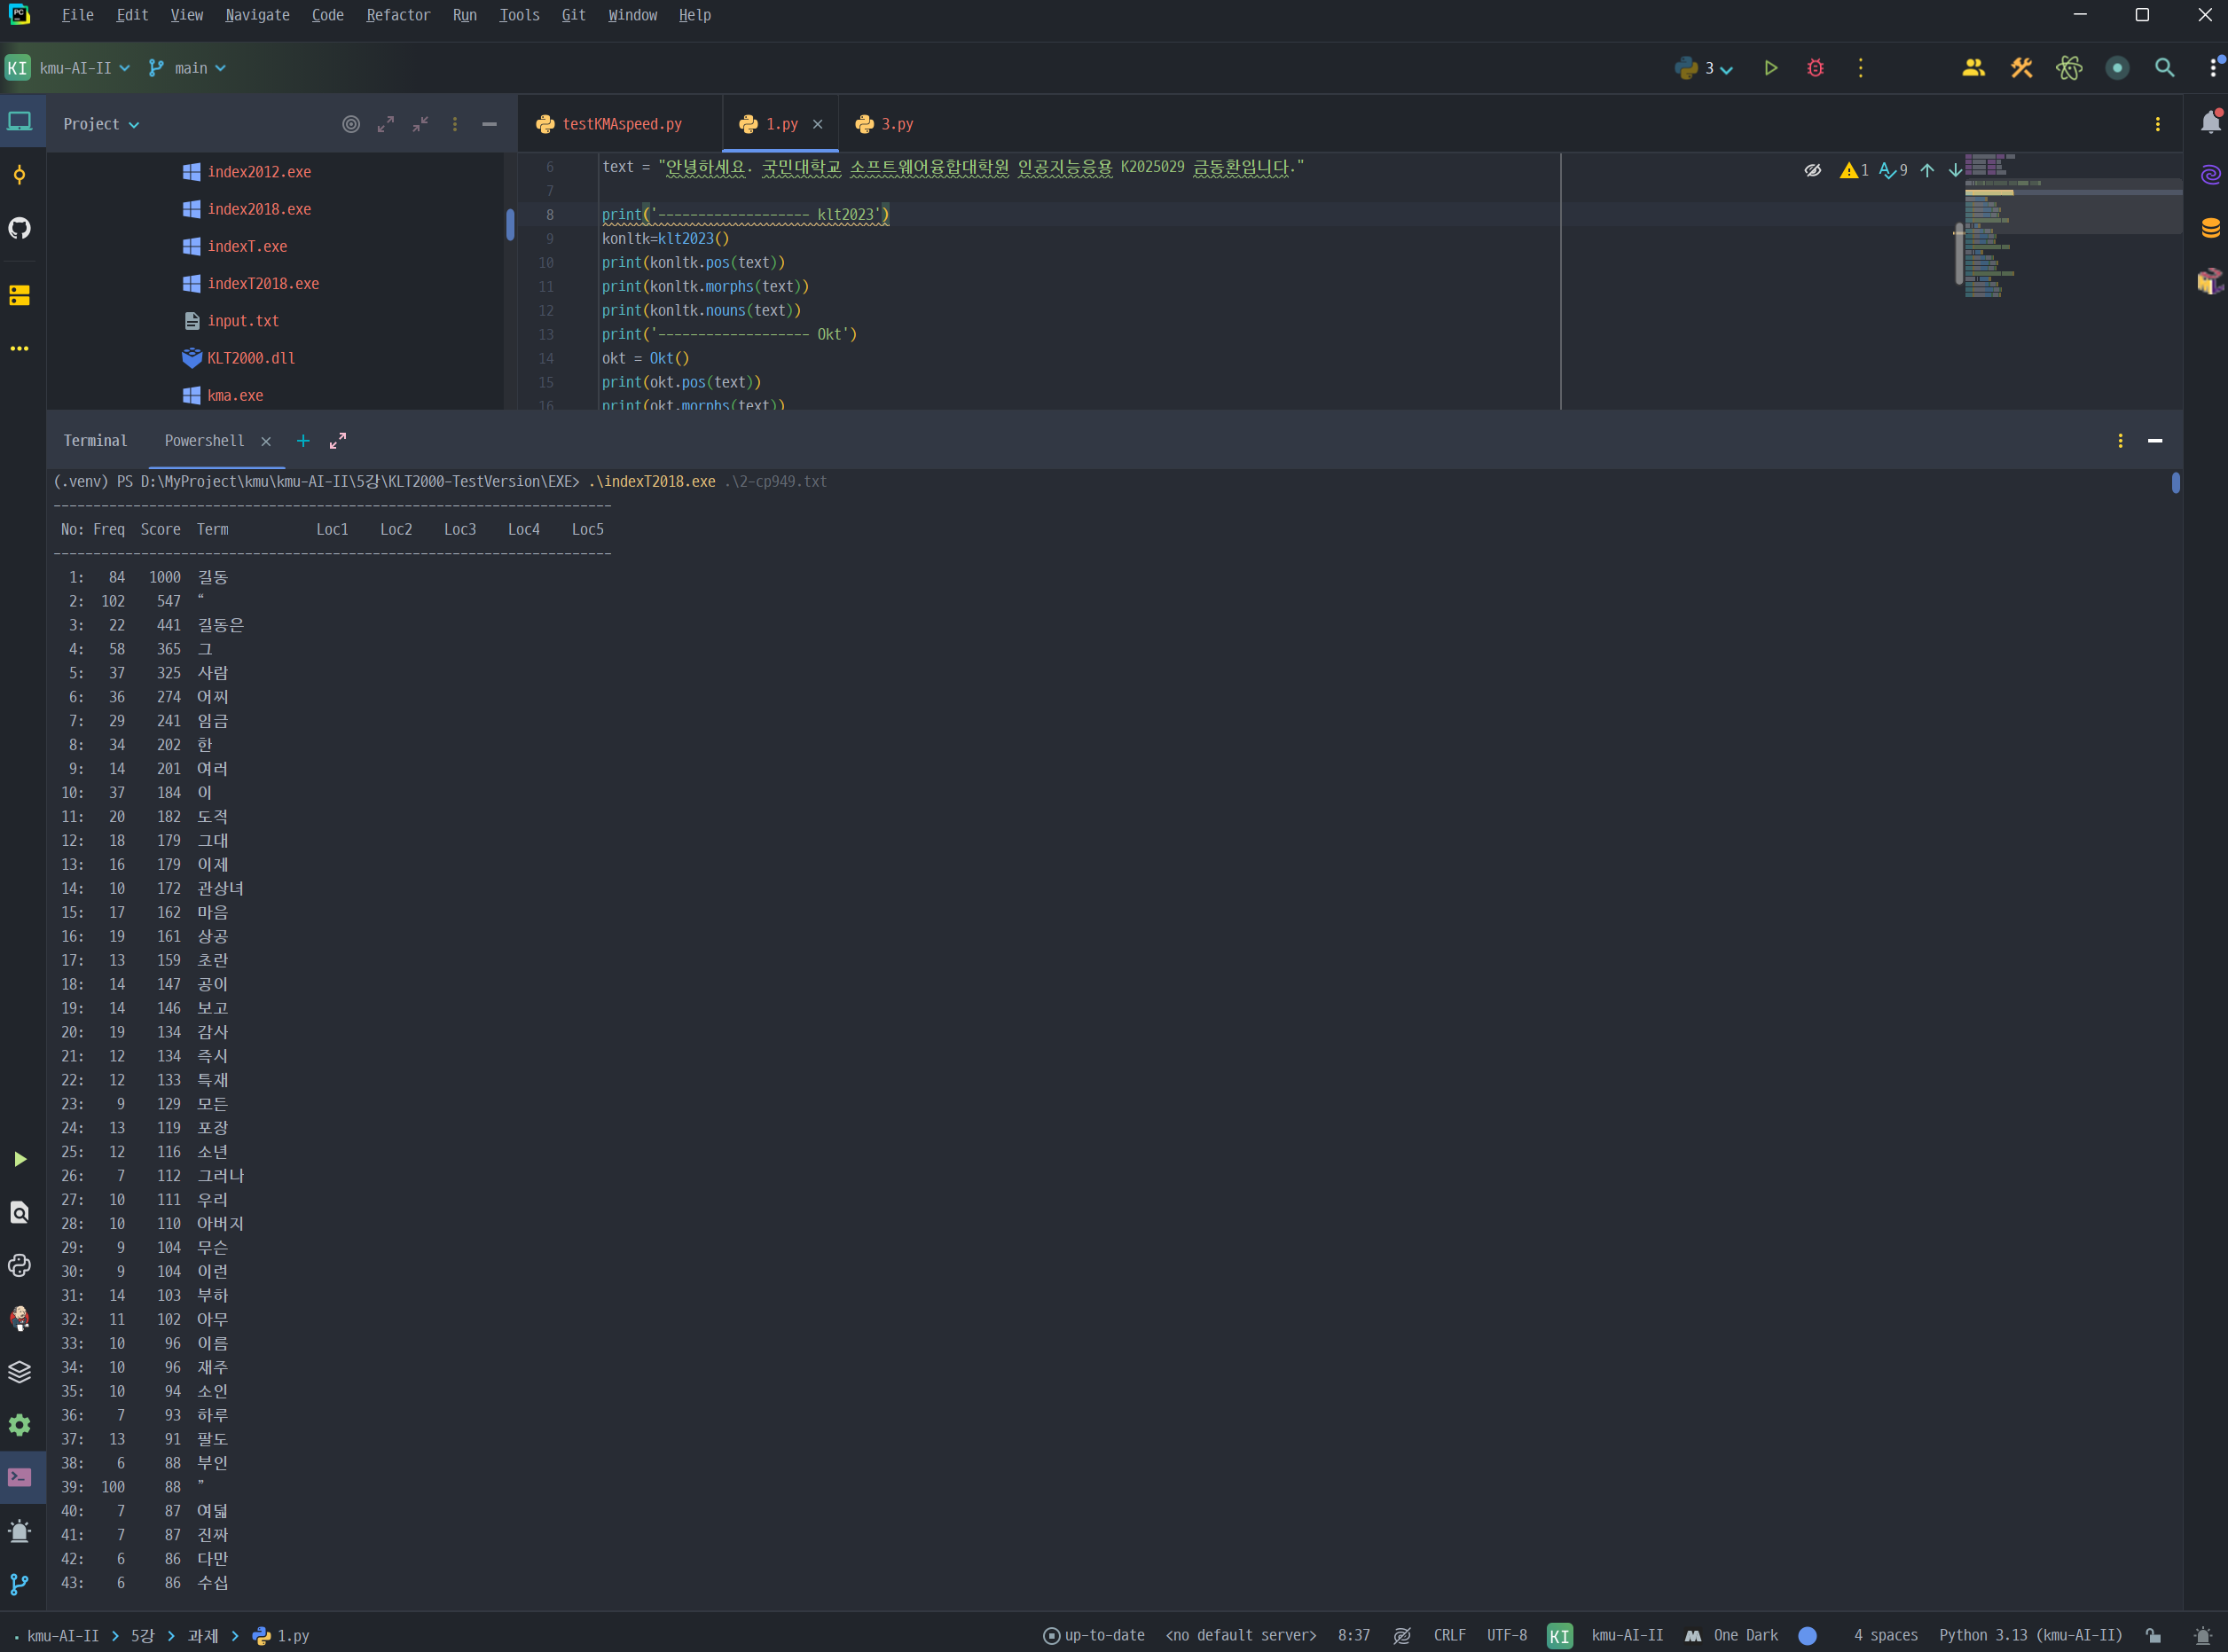 File Edit View Navigate Code Refactor Run Tools Git Window Help
KI kmu-AI-II main 3
Project
testKMAspeed.py 1.py 3.py
index2012.exe
index2018.exe
indexT.exe
indexT2018.exe
input.txt
KLT2000.dll
kma.exe
6 text = "안녕하세요. 국민대학교 소프트웨어융합대학원 인공지능응용 K2025029 금동환입니다."
1 9
7
8 print('------------------- klt2023')
9 konltk=klt2023()
10 print(konltk.pos(text))
11 print(konltk.morphs(text))
12 print(konltk.nouns(text))
13 print('------------------- Okt')
14 okt = Okt()
15 print(okt.pos(text))
16 print(okt.morphs(text))
Terminal Powershell
(.venv) PS D:\MyProject\kmu\kmu-AI-II\5강\KLT2000-TestVersion\EXE> .\indexT2018.exe .\2-cp949.txt
----------------------------------------------------------------------
No: Freq Score Term Loc1 Loc2 Loc3 Loc4 Loc5
----------------------------------------------------------------------
1: 84 1000 길동
2: 102 547 “
3: 22 441 길동은
4: 58 365 그
5: 37 325 사람
6: 36 274 어찌
7: 29 241 임금
8: 34 202 한
9: 14 201 여러
10: 37 184 이
11: 20 182 도적
12: 18 179 그대
13: 16 179 이제
14: 10 172 관상녀
15: 17 162 마음
16: 19 161 상공
17: 13 159 초란
18: 14 147 공이
19: 14 146 보고
20: 19 134 감사
21: 12 134 즉시
22: 12 133 특재
23: 9 129 모든
24: 13 119 포장
25: 12 116 소년
26: 7 112 그러나
27: 10 111 우리
28: 10 110 아버지
29: 9 104 무슨
30: 9 104 이런
31: 14 103 부하
32: 11 102 아무
33: 10 96 이름
34: 10 96 재주
35: 10 94 소인
36: 7 93 하루
37: 13 91 팔도
38: 6 88 부인
39: 100 88 ”
40: 7 87 여덟
41: 7 87 진짜
42: 6 86 다만
43: 6 86 수십
kmu-AI-II > 5강 > 과제 > 1.py up-to-date <no default server> 8:37 CRLF UTF-8 KI kmu-AI-II One Dark 4 spaces Python 3.13 (kmu-AI-II)